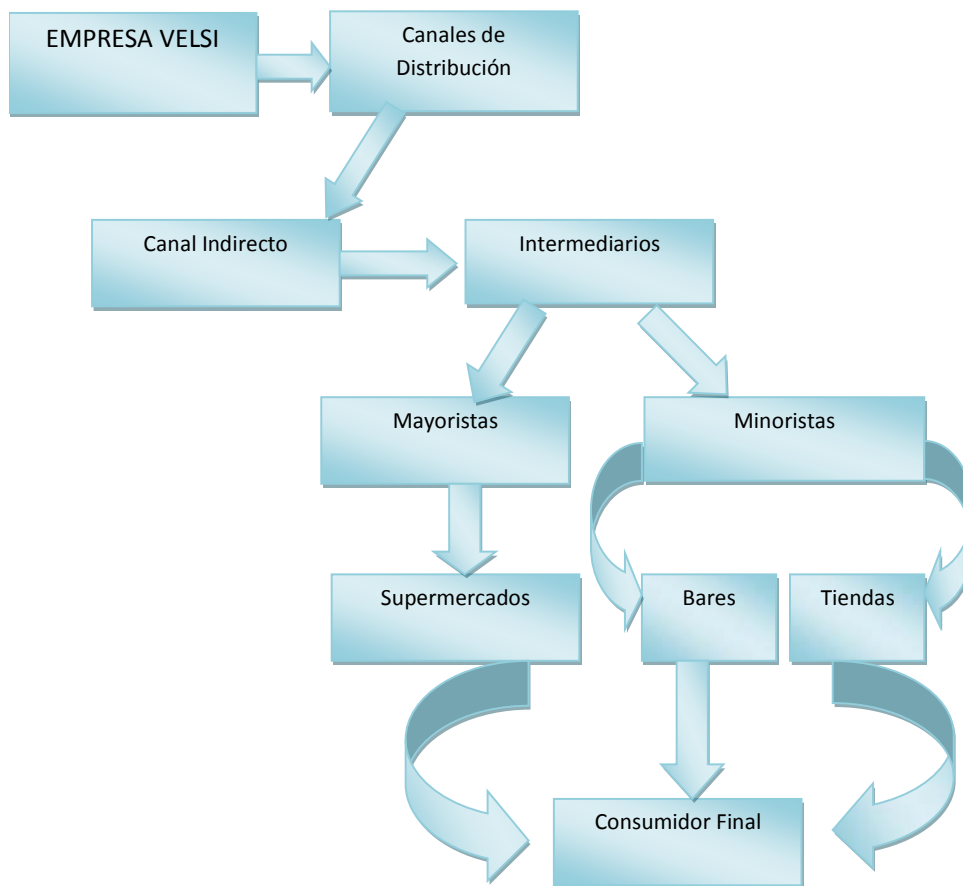 EMPRESA VELSI
Canales de
Distribución
Canal Indirecto
Intermediarios
Mayoristas
Minoristas
Supermercados
Bares
Tiendas
Consumidor Final